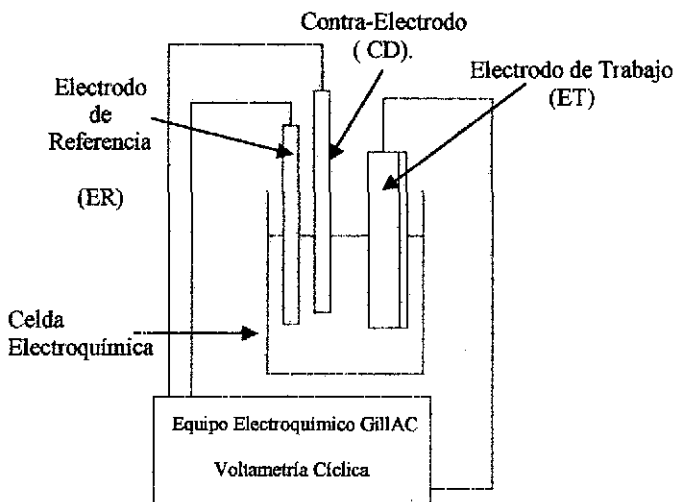 Contra-Electrodo
( CD).
Electrodo de Trabajo
(ET)
Electrodo
de
Referencia
(ER)
Celda
Electroquímica
Equipo Electroquímico GillAC
Voltametría Cíclica